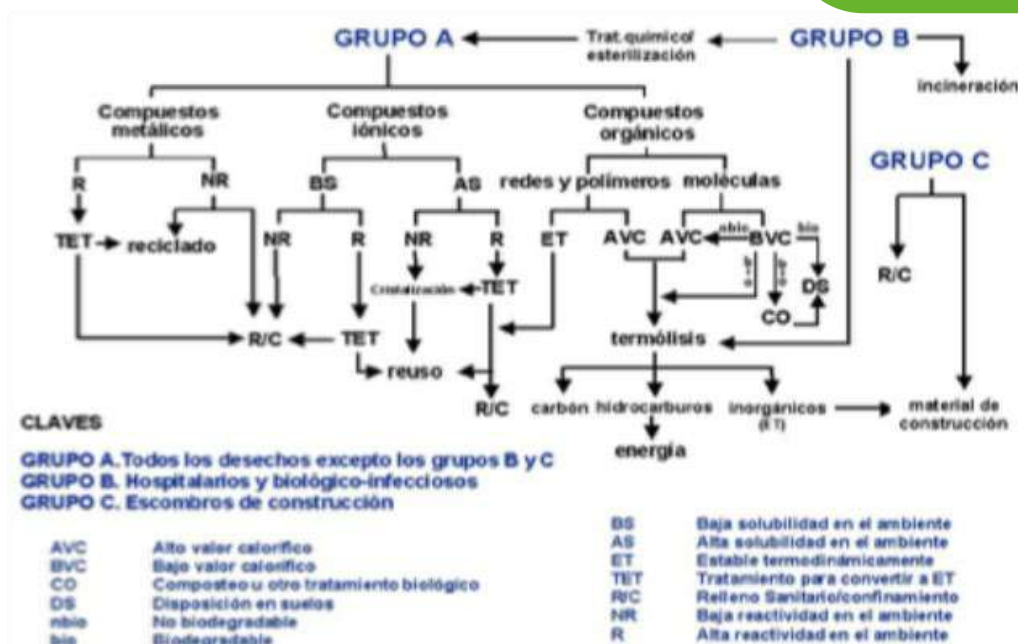 GRUPO A
Trat. químico/
esterilización
GRUPO B
incineración
Compuestos
metálicos
Compuestos
iónicos
Compuestos
orgánicos
GRUPO C
R
NR
BS
AS
redes y polímeros
moléculas
TET
reciclado
NR
R
NR
R
ET
AVC
AVC
nbio
BVC
bio
R/C
Cristalización
TET
DS
CO
R/C
TET
termólisis
reuso
R/C
carbón
hidrocarburos
inorgánicos
(ET)
material de
construcción
energía
CLAVES
GRUPO A. Todos los desechos excepto los grupos B y C
GRUPO B. Hospitalarios y biológico-infecciosos
GRUPO C. Escombros de construcción
AVC Alto valor calorífico
BVC Bajo valor calorífico
CO Composteo u otro tratamiento biológico
DS Disposición en suelos
nbio No biodegradable
bio Biodegradable
BS Baja solubilidad en el ambiente
AS Alta solubilidad en el ambiente
ET Estable termodinámicamente
TET Tratamiento para convertir a ET
R/C Relleno Sanitario/confinamiento
NR Baja reactividad en el ambiente
R Alta reactividad en el ambiente